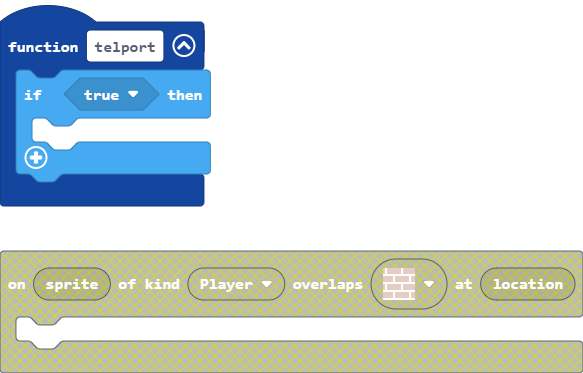 function telport
if true then
on sprite of kind Player overlaps at location